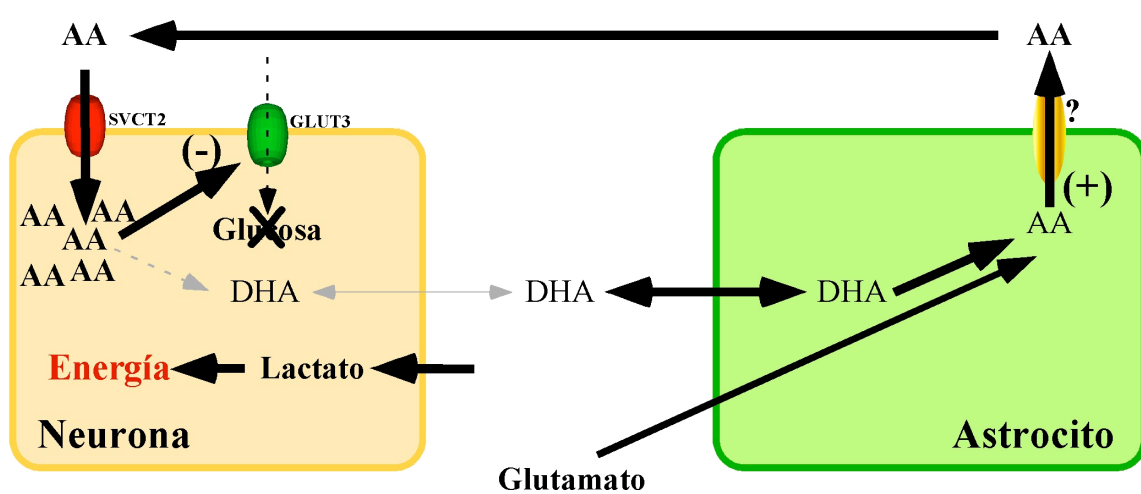 AA
AA
SVCT2
GLUT3
?
(-)
(+)
AA
AA
AA
AA
AA
Glucosa
AA
AA
DHA
DHA
DHA
Energía
Lactato
Neurona
Astrocito
Glutamato